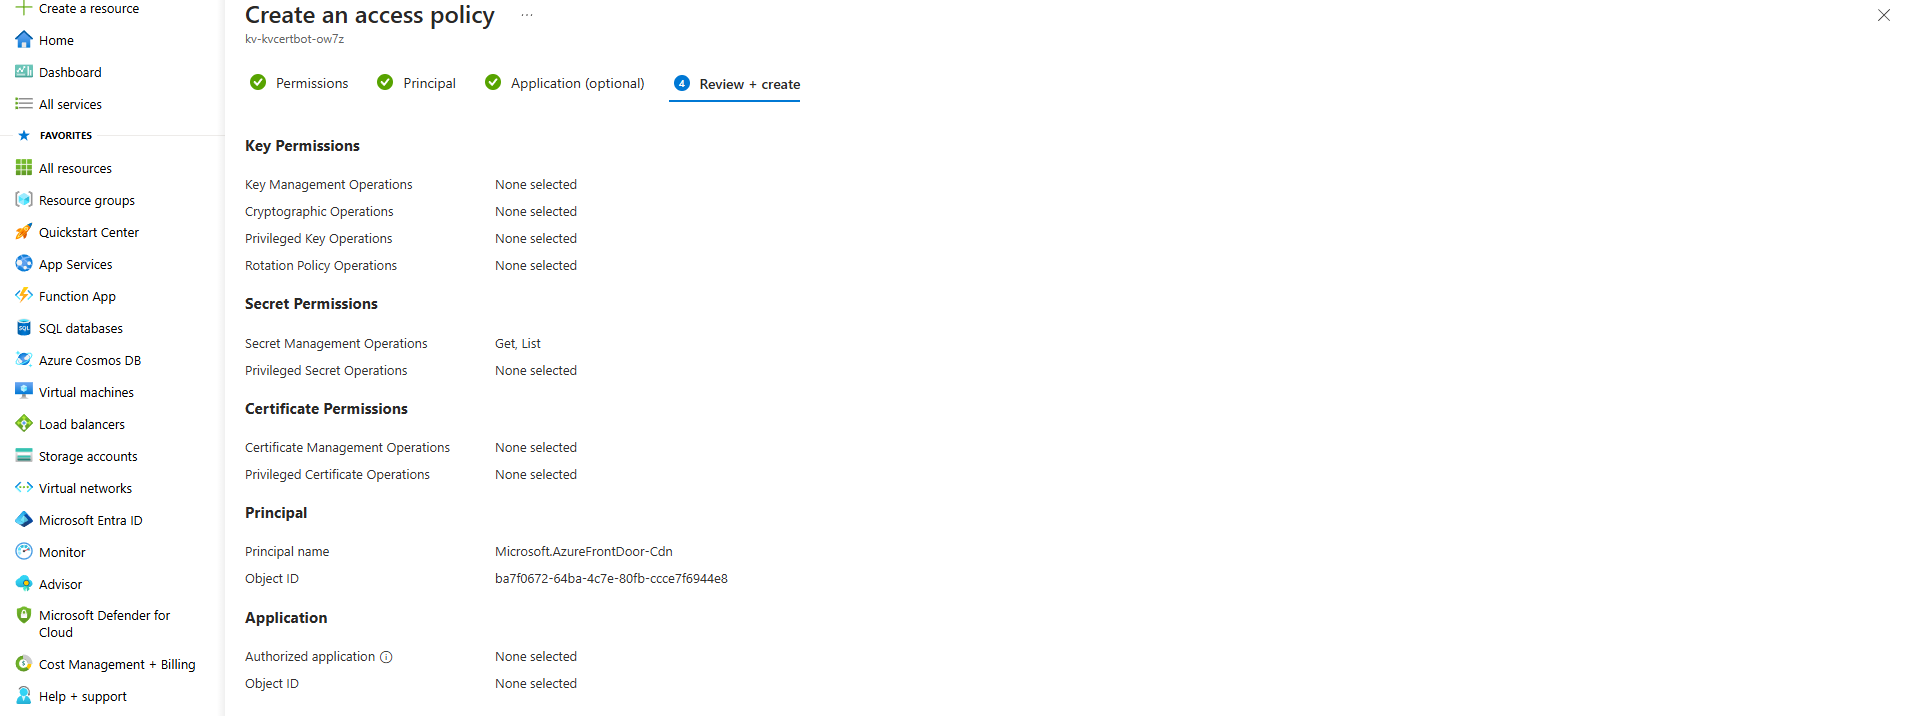 Create a resource
Home
Dashboard
All services
FAVORITES
All resources
Resource groups
Quickstart Center
App Services
Function App
SQL databases
Azure Cosmos DB
Virtual machines
Load balancers
Storage accounts
Virtual networks
Microsoft Entra ID
Monitor
Advisor
Microsoft Defender for
Cloud
Cost Management + Billing
Help + support
Create an access policy ...
kv-kvcertbot-ow7z
Permissions Principal Application (optional) 4 Review + create
Key Permissions
Key Management Operations None selected
Cryptographic Operations None selected
Privileged Key Operations None selected
Rotation Policy Operations None selected
Secret Permissions
Secret Management Operations Get, List
Privileged Secret Operations None selected
Certificate Permissions
Certificate Management Operations None selected
Privileged Certificate Operations None selected
Principal
Principal name Microsoft.AzureFrontDoor-Cdn
Object ID ba7f0672-64ba-4c7e-80fb-ccce7f6944e8
Application
Authorized application None selected
Object ID None selected